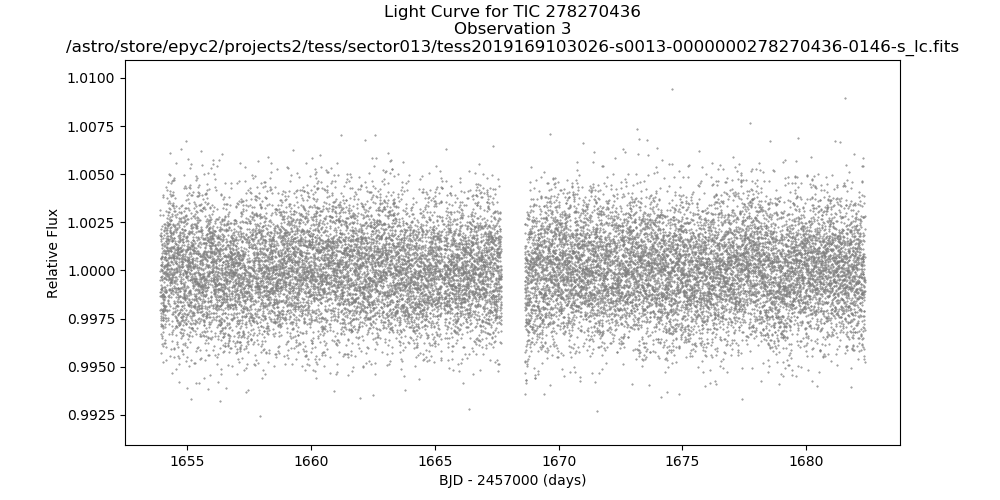 Light Curve for TIC 278270436
Observation 3
/astro/store/epyc2/projects2/tess/sector013/tess2019169103026-s0013-0000000278270436-0146-s_lc.fits
1.0100
1.0075
1.0050
1.0025
1.0000
0.9975
0.9950
0.9925
Relative Flux
1655
1660
1665
1670
1675
1680
BJD - 2457000 (days)